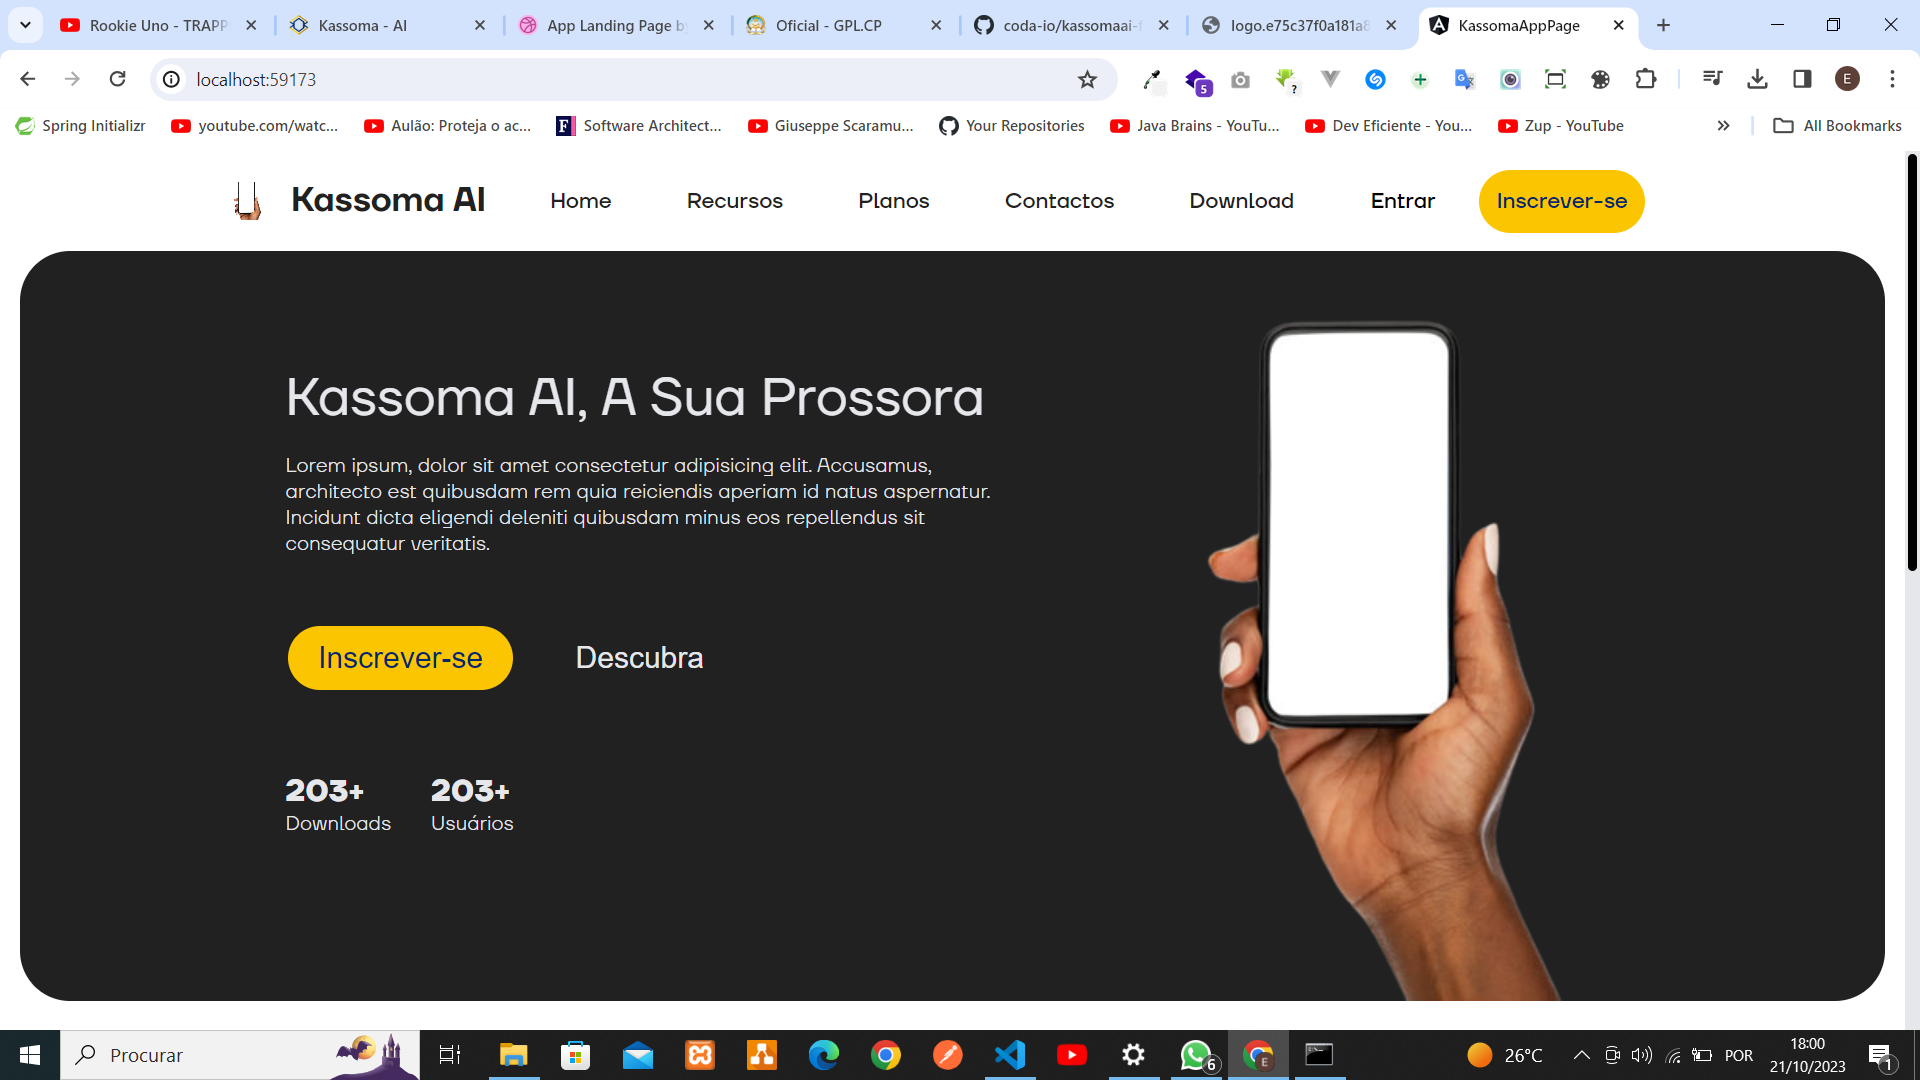 Rookie Uno - TRAPP
Kassoma - AI
App Landing Page b
Oficial - GPL.CP
coda-io/kassomaai-f
logo.e75c37f0a181a8
KassomaAppPage
localhost:59173
5
?
E
Spring Initializr
youtube.com/watc...
Aulão: Proteja o ac...
F
Software Architect...
Giuseppe Scaramu...
Your Repositories
Java Brains - YouTu...
Dev Eficiente - You...
Zup - YouTube
All Bookmarks
Kassoma AI
Home
Recursos
Planos
Contactos
Download
Entrar
Inscrever-se
Kassoma AI, A Sua Prossora
Lorem ipsum, dolor sit amet consectetur adipisicing elit. Accusamus,
architecto est quibusdam rem quia reiciendis aperiam id natus aspernatur.
Incidunt dicta eligendi deleniti quibusdam minus eos repellendus sit
consequatur veritatis.
Inscrever-se
Descubra
203+
Downloads
203+
Usuários
Procurar
6
E
26°C
POR
18:00
21/10/2023
1